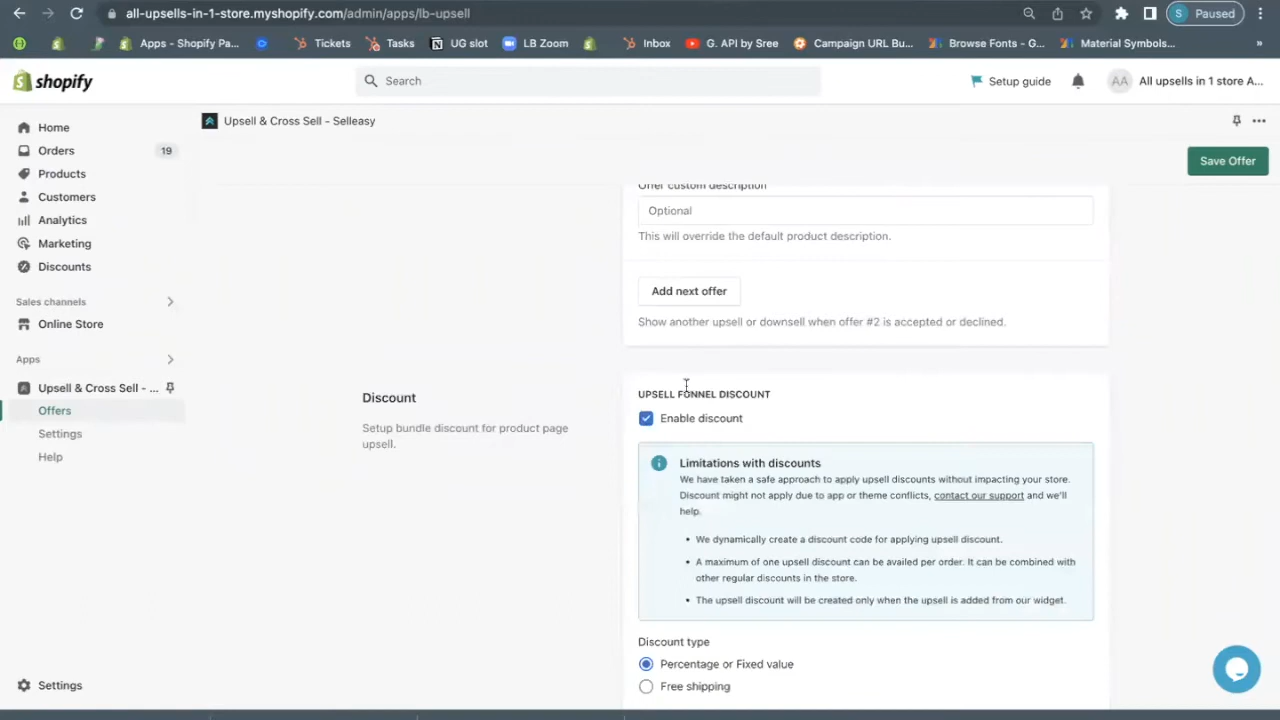 all-upsells-in-1-store.myshopify.com/admin/apps/lb-upsell
S Paused
Apps - Shopify Pa...
Tickets
Tasks
UG slot
LB Zoom
Inbox
G. API by Sree
Campaign URL Bu...
Browse Fonts - G...
Material Symbols...
»
shopify
Search
Setup guide
AA All upsells in 1 store A...
Home
Orders 19
Products
Customers
Analytics
Marketing
Discounts
Sales channels
Online Store
Apps
Upsell & Cross Sell - ...
Offers
Settings
Help
Settings
Upsell & Cross Sell - Selleasy
Save Offer
Offer custom description
Optional
This will override the default product description.
Add next offer
Show another upsell or downsell when offer #2 is accepted or declined.
Discount
Setup bundle discount for product page
upsell.
UPSELL FUNNEL DISCOUNT
Enable discount
Limitations with discounts
We have taken a safe approach to apply upsell discounts without impacting your store.
Discount might not apply due to app or theme conflicts, contact our support and we'll
help.
• We dynamically create a discount code for applying upsell discount.
• A maximum of one upsell discount can be availed per order. It can be combined with
other regular discounts in the store.
• The upsell discount will be created only when the upsell is added from our widget.
Discount type
Percentage or Fixed value
Free shipping